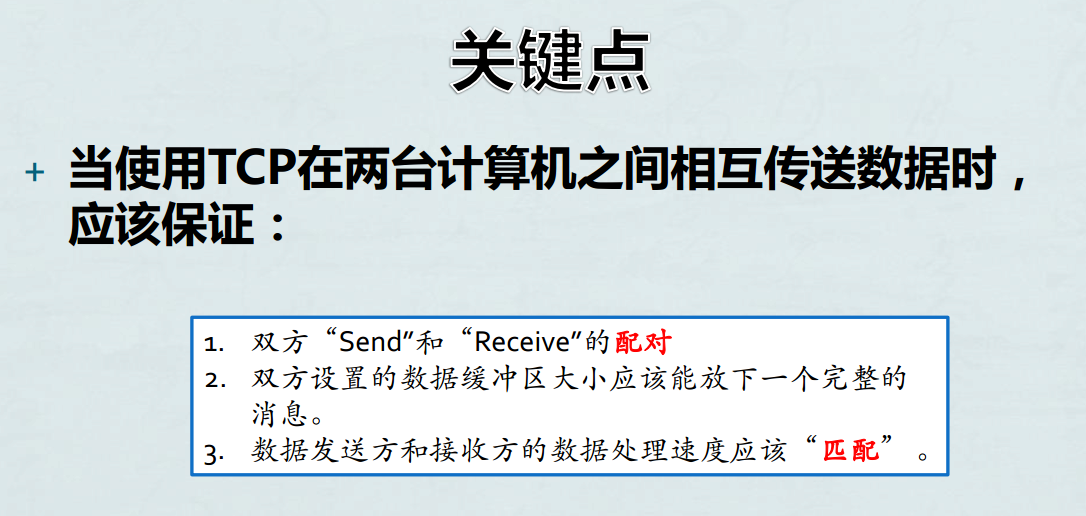 关键点
+ 当使用TCP在两台计算机之间相互传送数据时，
应该保证：
1. 双方“Send”和“Receive”的配对
2. 双方设置的数据缓冲区大小应该能放下一个完整的
消息。
3. 数据发送方和接收方的数据处理速度应该“匹配”。